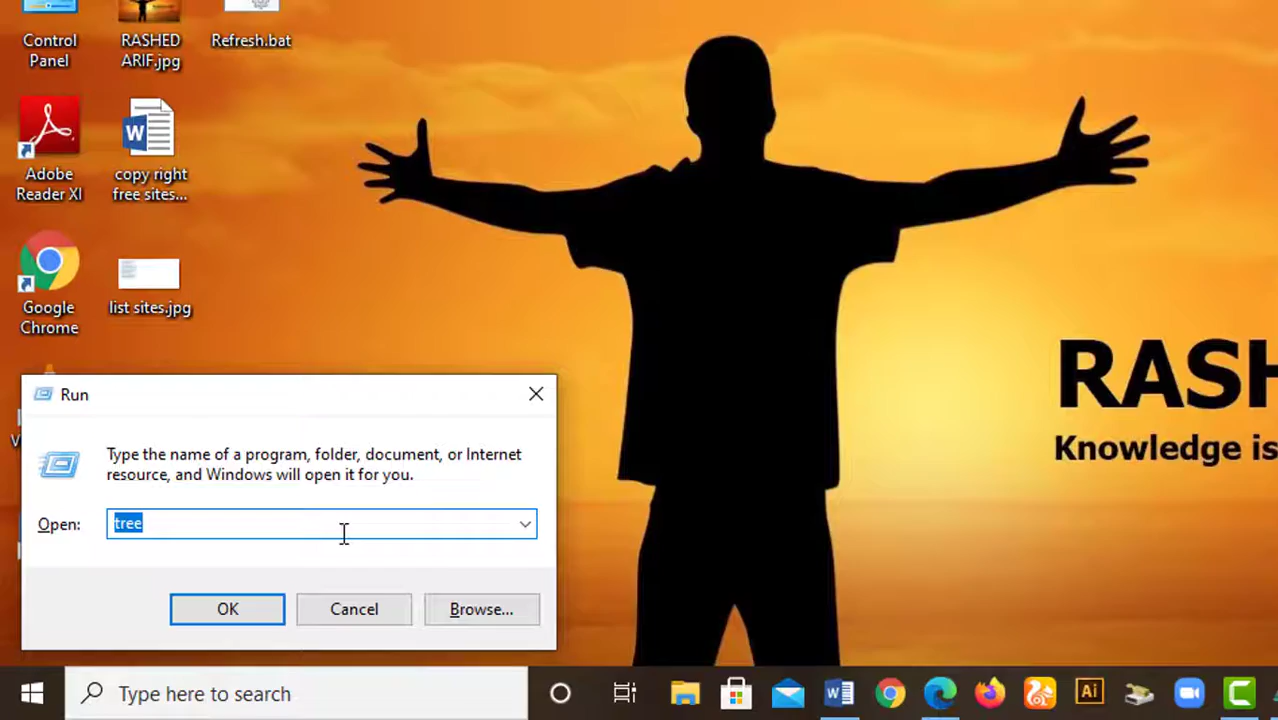 Control
Panel
RASHED
ARIF.jpg
Refresh.bat
Adobe
Reader XI
copy right
free sites...
Google
Chrome
list sites.jpg
RASH
Knowledge is
Run
Type the name of a program, folder, document, or Internet
resource, and Windows will open it for you.
Open:
tree
OK
Cancel
Browse...
Type here to search